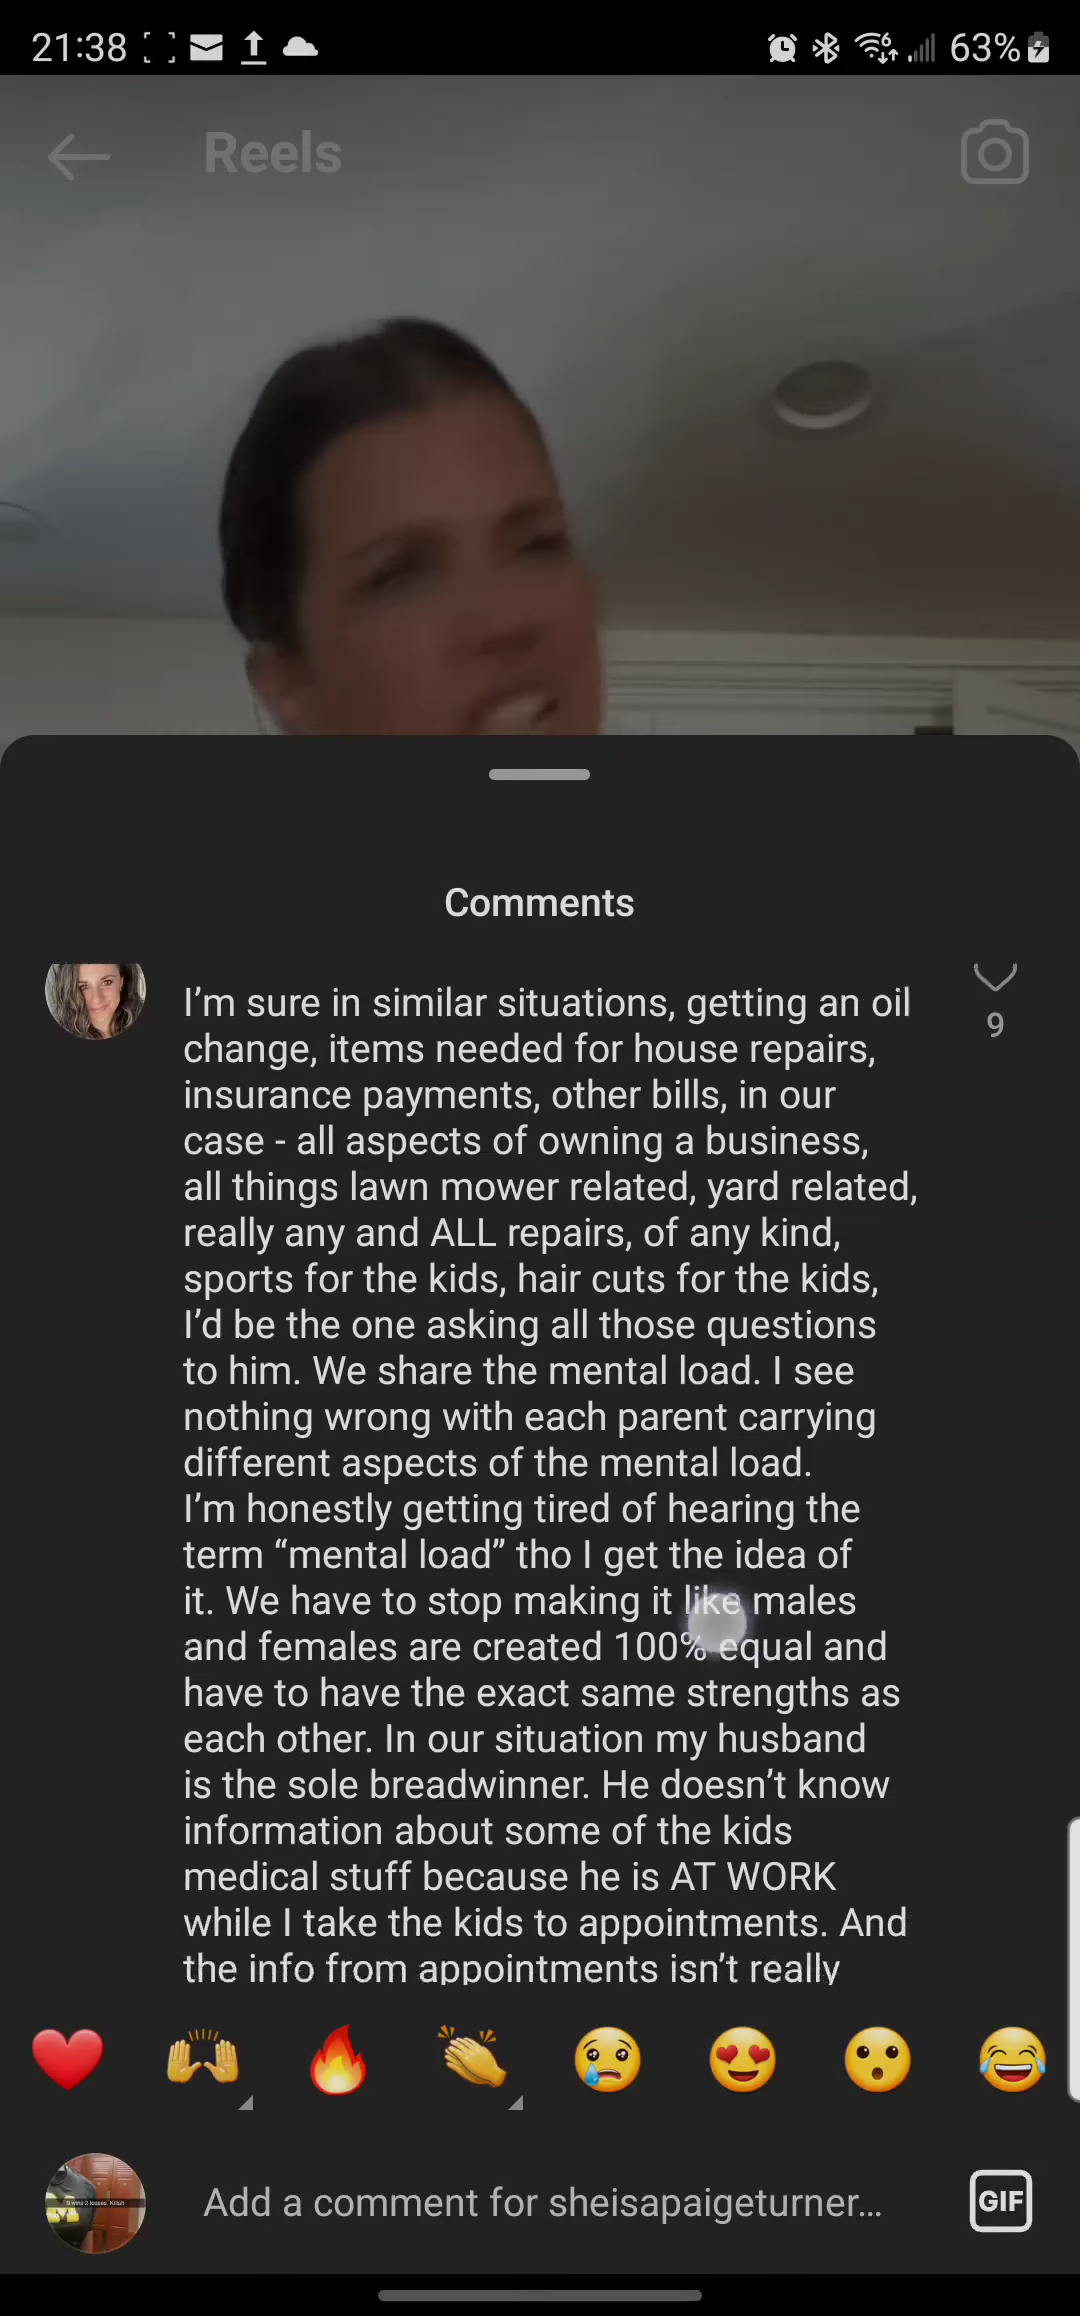 21:38
63%
Reels
Comments
I’m sure in similar situations, getting an oil
change, items needed for house repairs,
insurance payments, other bills, in our
case - all aspects of owning a business,
all things lawn mower related, yard related,
really any and ALL repairs, of any kind,
sports for the kids, hair cuts for the kids,
I’d be the one asking all those questions
to him. We share the mental load. I see
nothing wrong with each parent carrying
different aspects of the mental load.
I’m honestly getting tired of hearing the
term “mental load” tho I get the idea of
it. We have to stop making it like males
and females are created 100% equal and
have to have the exact same strengths as
each other. In our situation my husband
is the sole breadwinner. He doesn’t know
information about some of the kids
medical stuff because he is AT WORK
while I take the kids to appointments. And
the info from appointments isn’t really
9
Add a comment for sheisapaigeturner...
GIF